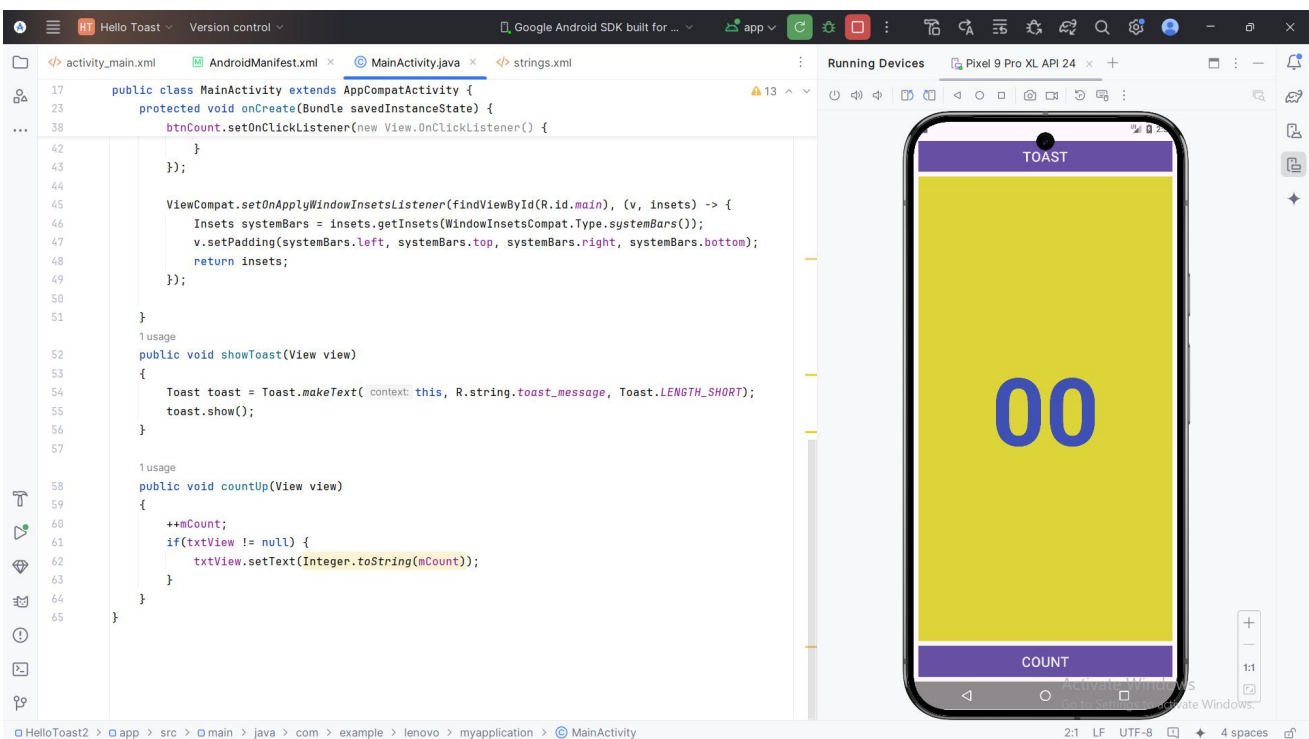 HT Hello Toast Version control Google Android SDK built for ... app
activity_main.xml AndroidManifest.xml MainActivity.java strings.xml
Running Devices Pixel 9 Pro XL API 24
17 public class MainActivity extends AppCompatActivity { 13
23 protected void onCreate(Bundle savedInstanceState) {
38 btnCount.setOnClickListener(new View.OnClickListener() {
42 }
43 });
44
45 ViewCompat.setOnApplyWindowInsetsListener(findViewById(R.id.main), (v, insets) -> {
46 Insets systemBars = insets.getInsets(WindowInsetsCompat.Type.systemBars());
47 v.setPadding(systemBars.left, systemBars.top, systemBars.right, systemBars.bottom);
48 return insets;
49 });
50
51 }
1 usage
52 public void showToast(View view)
53 {
54 Toast toast = Toast.makeText( context: this, R.string.toast_message, Toast.LENGTH_SHORT);
55 toast.show();
56 }
57
1 usage
58 public void countUp(View view)
59 {
60 ++mCount;
61 if(txtView != null) {
62 txtView.setText(Integer.toString(mCount));
63 }
64 }
65 }
TOAST
00
COUNT
1:1
Activate Windows
Go to Settings to activate Windows.
HelloToast2 > app > src > main > java > com > example > lenovo > myapplication > MainActivity
2:1 LF UTF-8 4 spaces